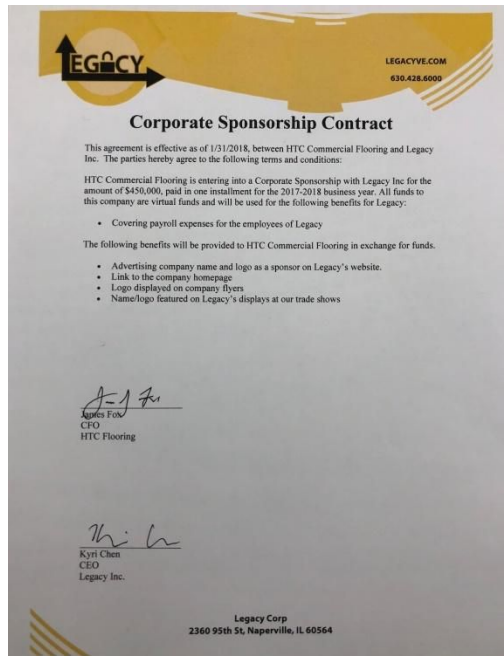 LEGACY
LEGACYVE.COM
630.428.6000
Corporate Sponsorship Contract
This agreement is effective as of 1/31/2018, between HTC Commercial Flooring and Legacy
Inc. The parties hereby agree to the following terms and conditions:
HTC Commercial Flooring is entering into a Corporate Sponsorship with Legacy Inc for the
amount of $450,000, paid in one installment for the 2017-2018 business year. All funds to
this company are virtual funds and will be used for the following benefits for Legacy:
• Covering payroll expenses for the employees of Legacy
The following benefits will be provided to HTC Commercial Flooring in exchange for funds.
• Advertising company name and logo as a sponsor on Legacy's website.
• Link to the company homepage
• Logo displayed on company flyers
• Name/logo featured on Legacy's displays at our trade shows
James Fox
CFO
HTC Flooring
Kyri Chen
CEO
Legacy Inc.
Legacy Corp
2360 95th St, Naperville, IL 60564